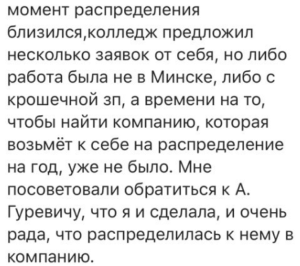 момент распределения
близился,колледж предложил
несколько заявок от себя, но либо
работа была не в Минске, либо с
крошечной зп, а времени на то,
чтобы найти компанию, которая
возьмёт к себе на распределение
на год, уже не было. Мне
посоветовали обратиться к А.
Гуревичу, что я и сделала, и очень
рада, что распределилась к нему в
компанию.